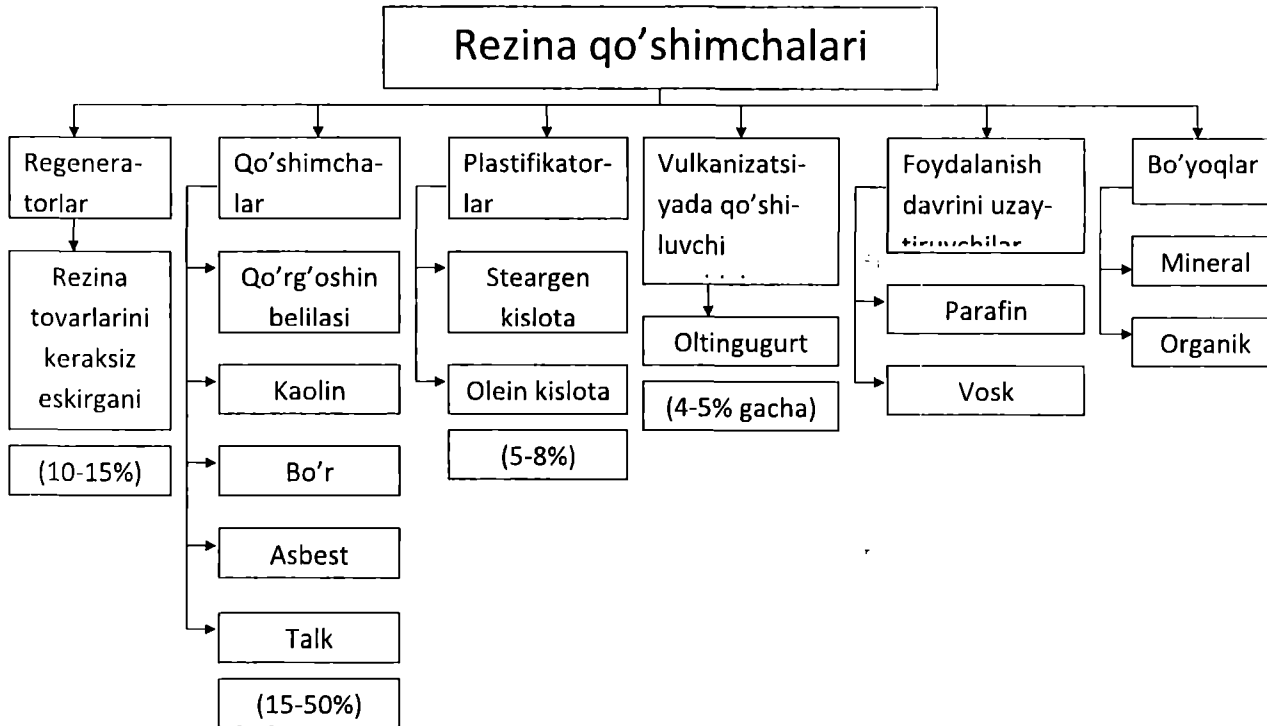 Rezina qo’shimchalari
Regenera-
torlar
Rezina
tovarlarini
keraksiz
eskirgani
(10-15%)
Qo’shimcha-
lar
Qo’rg’oshin
belilasi
Kaolin
Bo’r
Asbest
Talk
(15-50%)
Plastifikator-
lar
Steargen
kislota
Olein kislota
(5-8%)
Vulkanizatsi-
yada qo’shi-
luvchi
Oltingugurt
(4-5% gacha)
Foydalanish
davrini uzay-
tiruvchilar
Parafin
Vosk
Bo’yoqlar
Mineral
Organik